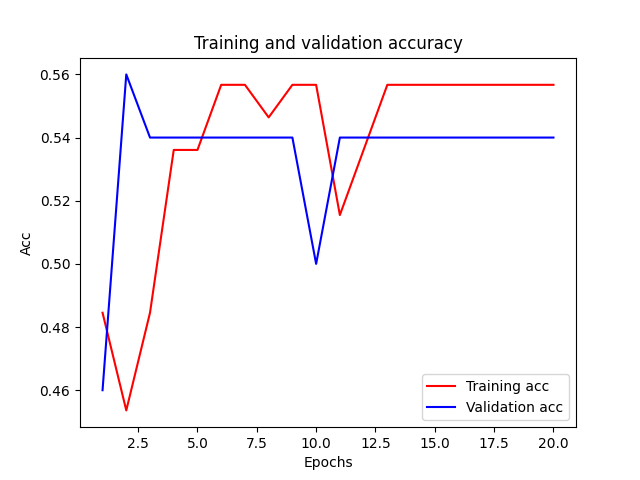 Training and validation accuracy
0.56
0.54
0.52
0.50
0.48
0.46
Acc
Training acc
Validation acc
2.5 5.0 7.5 10.0 12.5 15.0 17.5 20.0
Epochs